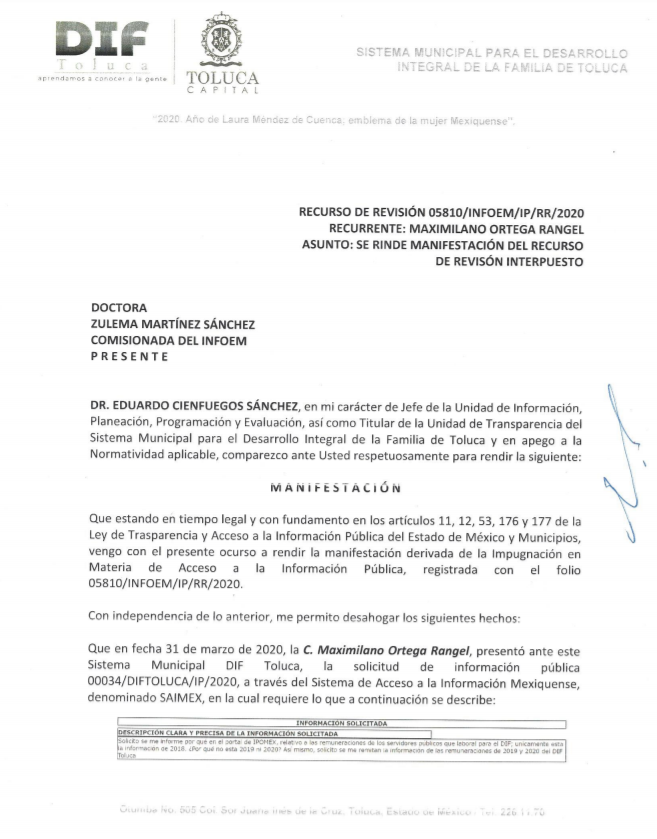 DIF
Toluca
aprendamos a conocer a la gente
TOLUCA
CAPITAL
SISTEMA MUNICIPAL PARA EL DESARROLLO
INTEGRAL DE LA FAMILIA DE TOLUCA
"2020. Año de Laura Méndez de Cuenca; emblema de la mujer Mexiquense".
RECURSO DE REVISIÓN 05810/INFOEM/IP/RR/2020
RECURRENTE: MAXIMILANO ORTEGA RANGEL
ASUNTO: SE RINDE MANIFESTACIÓN DEL RECURSO
DE REVISÓN INTERPUESTO
DOCTORA
ZULEMA MARTÍNEZ SÁNCHEZ
COMISIONADA DEL INFOEM
P R E S E N T E
DR. EDUARDO CIENFUEGOS SÁNCHEZ, en mi carácter de Jefe de la Unidad de Información,
Planeación, Programación y Evaluación, así como Titular de la Unidad de Transparencia del
Sistema Municipal para el Desarrollo Integral de la Familia de Toluca y en apego a la
Normatividad aplicable, comparezco ante Usted respetuosamente para rendir la siguiente:
M A N I F E S T A C I Ó N
Que estando en tiempo legal y con fundamento en los artículos 11, 12, 53, 176 y 177 de la
Ley de Trasparencia y Acceso a la Información Pública del Estado de México y Municipios,
vengo con el presente ocurso a rendir la manifestación derivada de la Impugnación en
Materia de Acceso a la Información Pública, registrada con el folio
05810/INFOEM/IP/RR/2020.
Con independencia de lo anterior, me permito desahogar los siguientes hechos:
Que en fecha 31 de marzo de 2020, la C. Maximilano Ortega Rangel, presentó ante este
Sistema Municipal DIF Toluca, la solicitud de información pública
00034/DIFTOLUCA/IP/2020, a través del Sistema de Acceso a la Información Mexiquense,
denominado SAIMEX, en la cual requiere lo que a continuación se describe:
INFORMACION SOLICITADA
DESCRIPCIÓN CLARA Y PRECISA DE LA INFORMACIÓN SOLICITADA
Solicito se me informe por qué en el portal de IPOMEX, relativo a las remuneraciones de los servidores públicos que laboral para el DIF, únicamente está
la información de 2018. ¿Por qué no está 2019 ni 2020? Así mismo, solicito se me remitan la información de las remuneraciones de 2019 y 2020 del DIF
Toluca
Otumba No. 505 Col. Sor Juana Inés de la Cruz, Toluca, Estado de México. Tel. 226 11 70